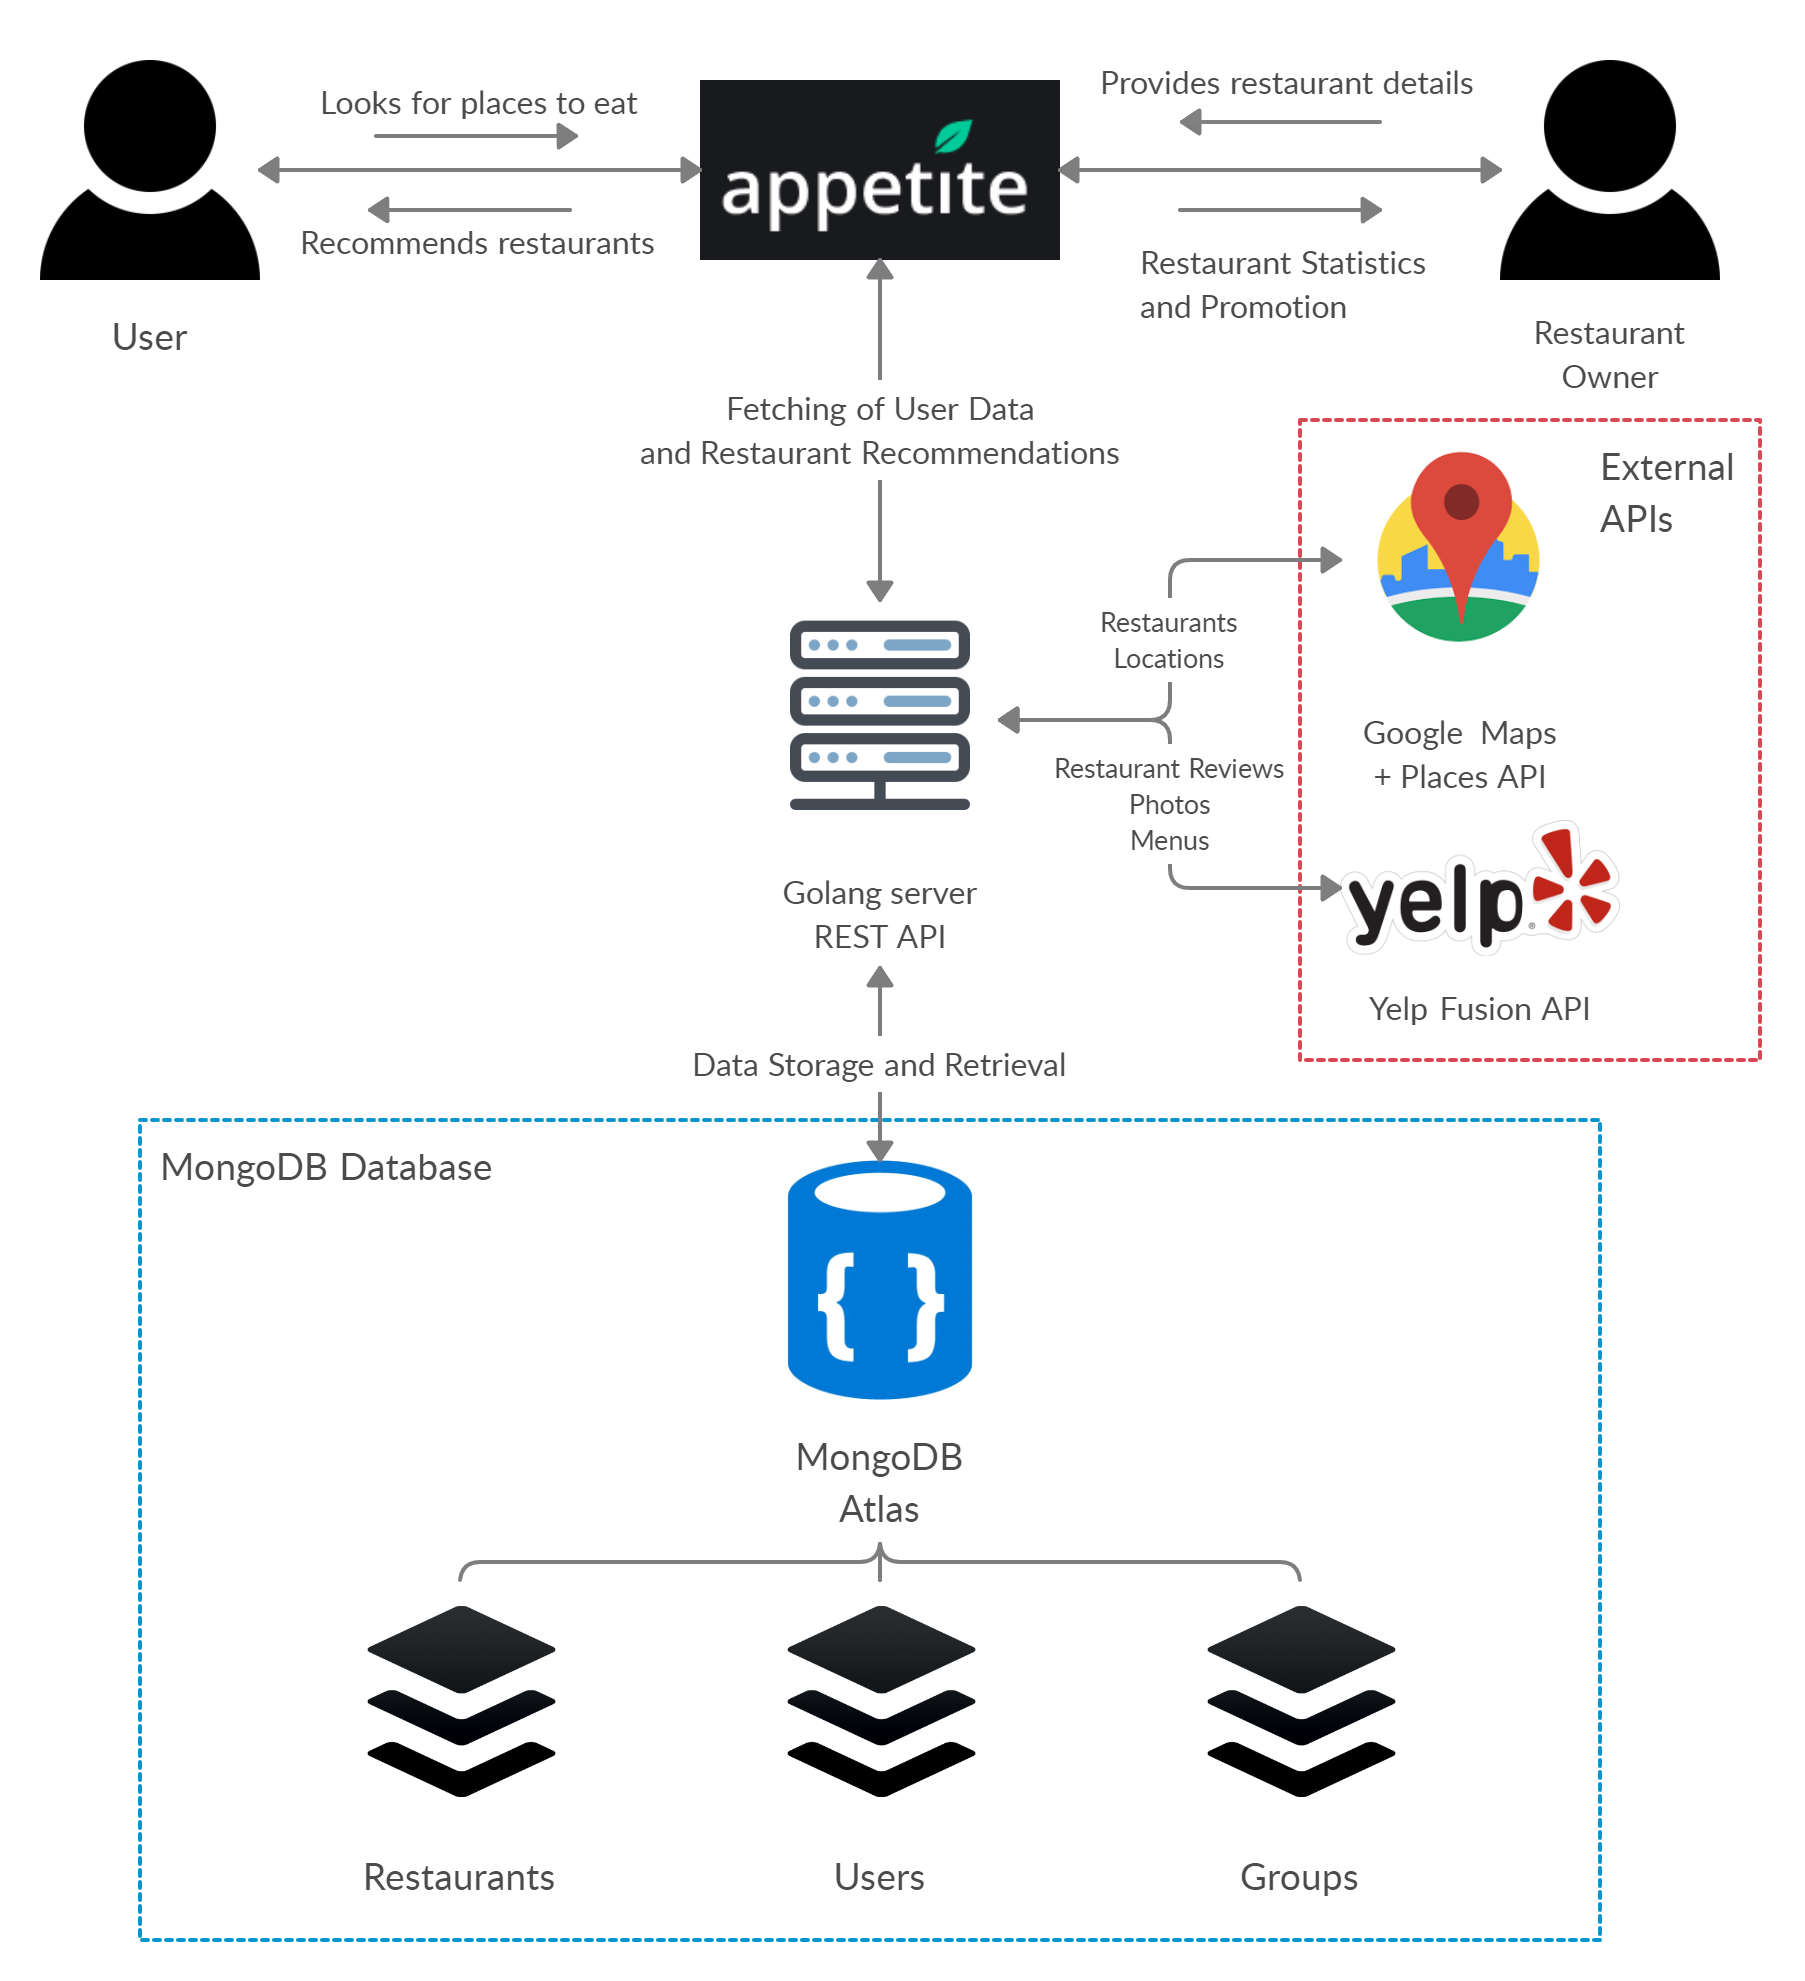 Looks for places to eat
Recommends restaurants
User
appetite
Provides restaurant details
Restaurant Statistics
and Promotion
Restaurant
Owner
Fetching of User Data
and Restaurant Recommendations
External
APIs
Restaurants
Locations
Restaurant Reviews
Photos
Menus
Google Maps
+ Places API
yelp
®
Yelp Fusion API
Golang server
REST API
Data Storage and Retrieval
MongoDB Database
{ }
MongoDB
Atlas
Restaurants
Users
Groups